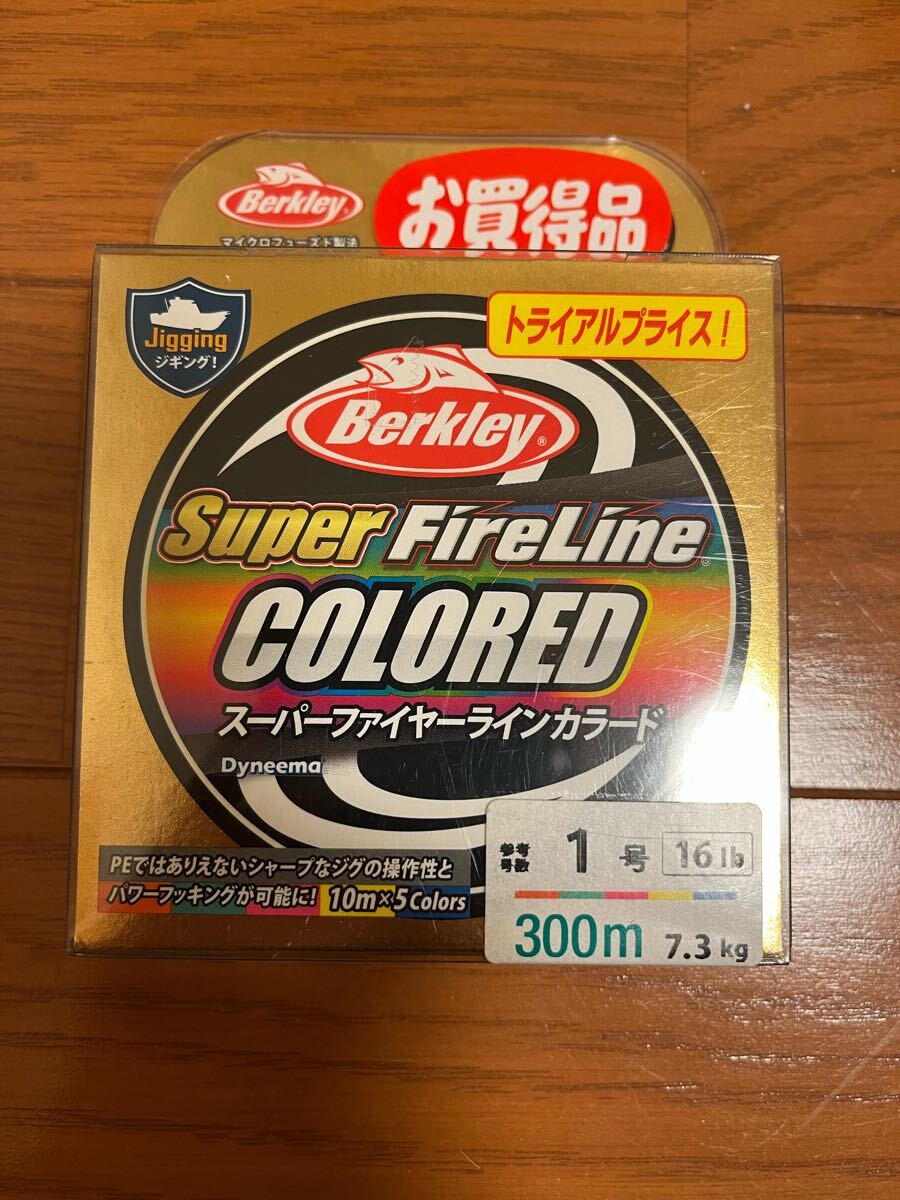 Berkley
お買得品
マイクロフューズド製法
Jigging
ジギング!
トライアルプライス!
Berkley®
Super FireLine®
COLORED
スーパーファイヤーラインカラード
Dyneema
PEではありえないシャープなジグの操作性と
パワーフッキングが可能に! 10m×5Colors
参考号数 1号 16lb
300m 7.3kg